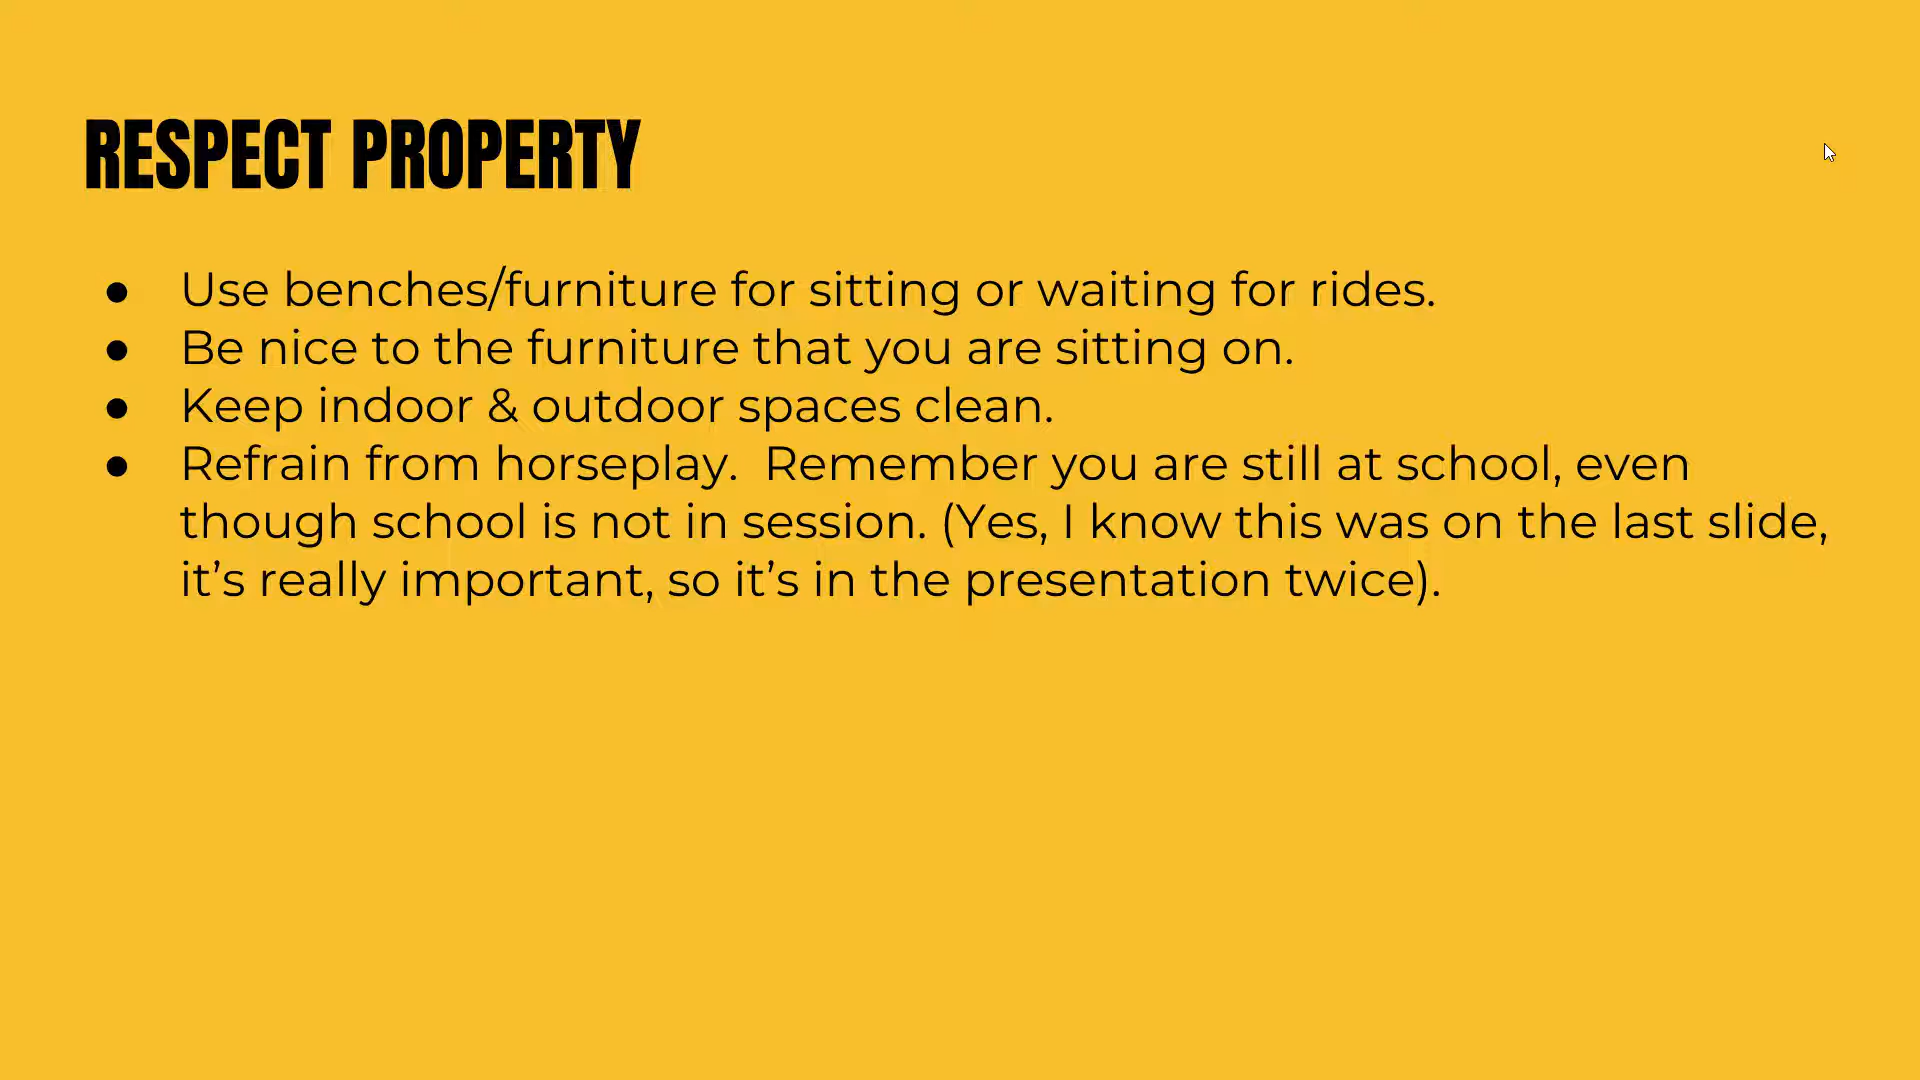 RESPECT PROPERTY
● Use benches/furniture for sitting or waiting for rides.
● Be nice to the furniture that you are sitting on.
● Keep indoor & outdoor spaces clean.
● Refrain from horseplay.  Remember you are still at school, even
though school is not in session. (Yes, I know this was on the last slide,
it’s really important, so it’s in the presentation twice).